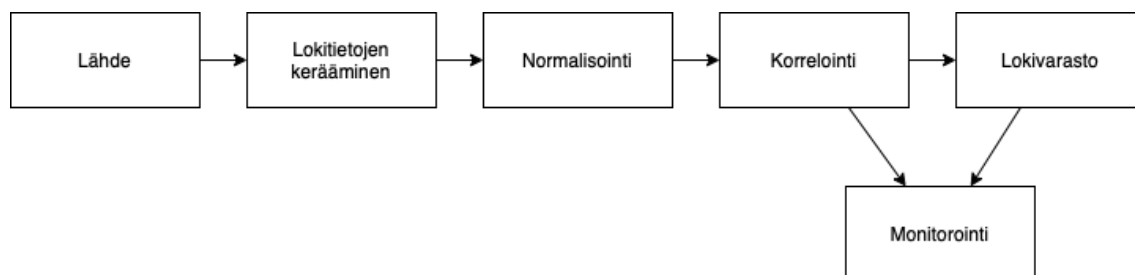 Lähde
Lokitietojen
kerääminen
Normalisointi
Korrelointi
Lokivarasto
Monitorointi